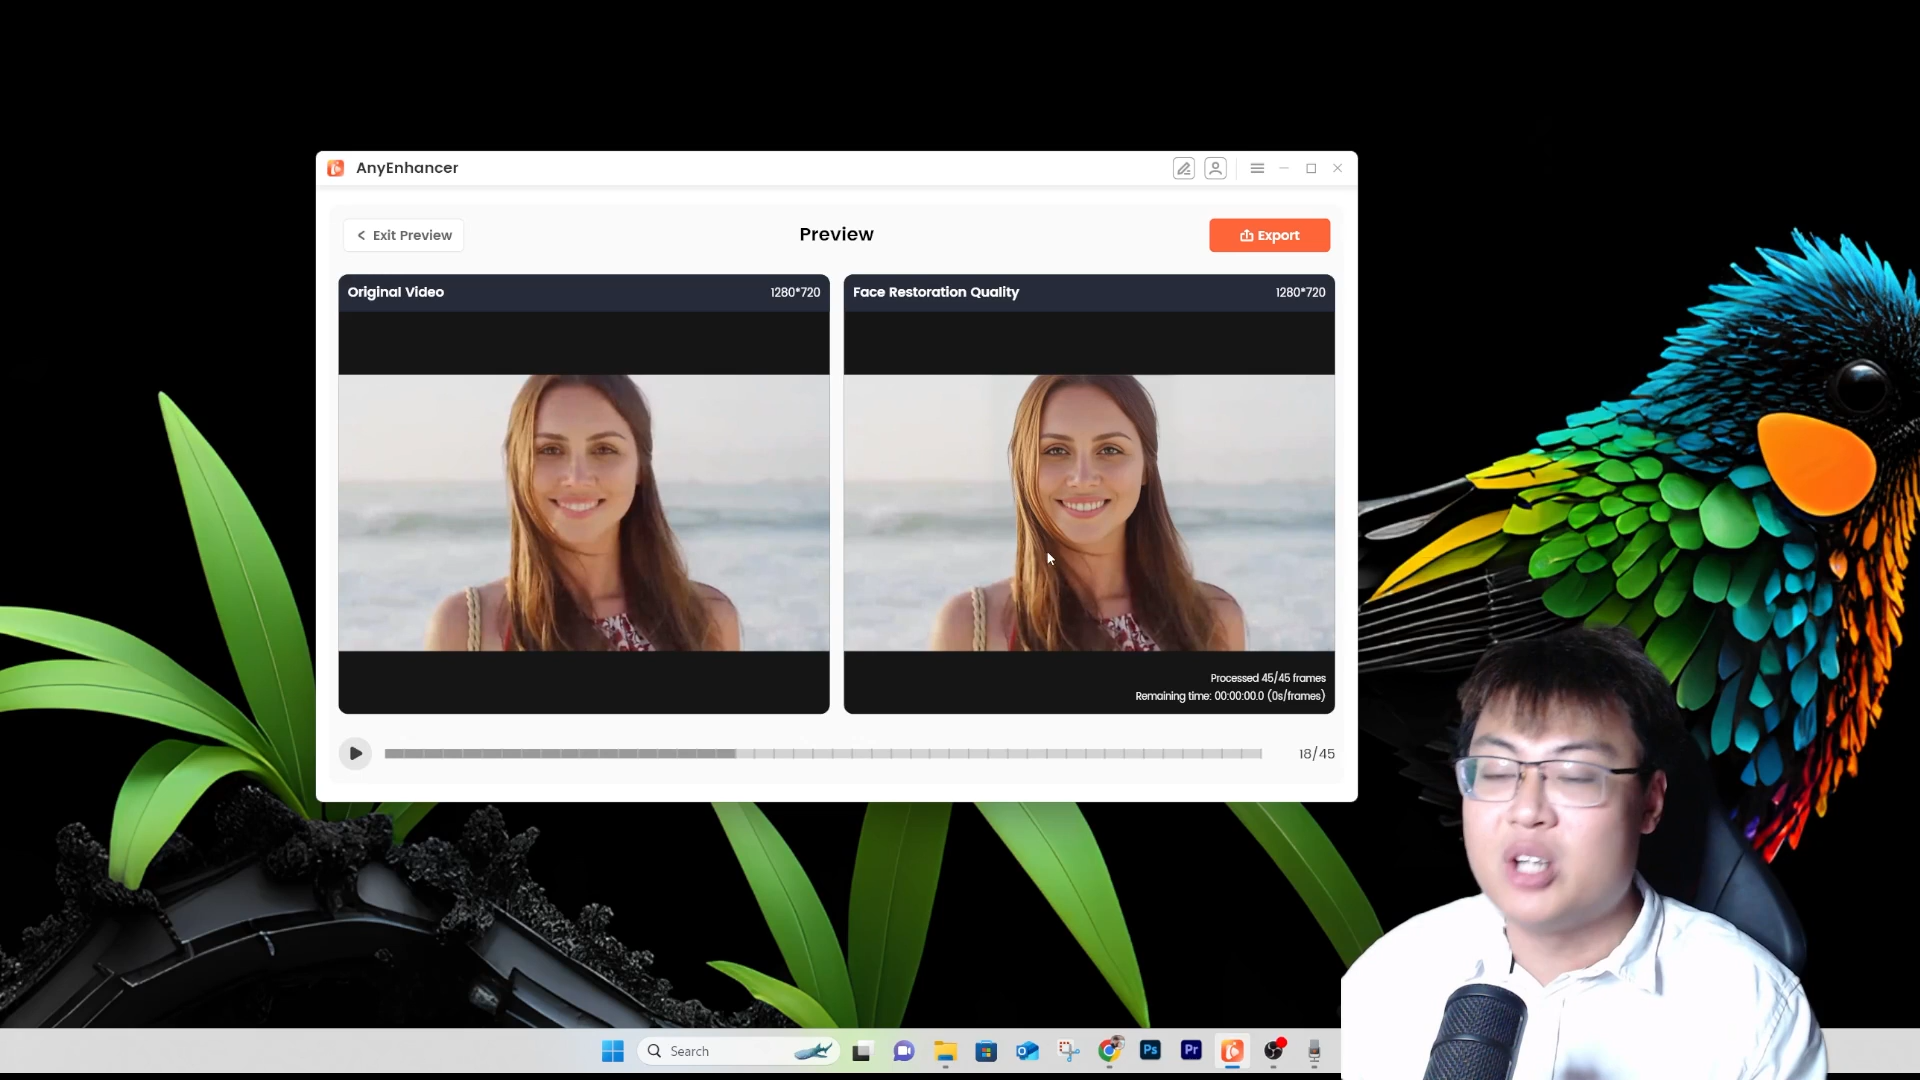 AnyEnhancer
Exit Preview
Preview
Export
Original Video
1280*720
Face Restoration Quality
1280*720
Processed 45/45 frames
Remaining time: 00:00:00.0 (0s/frames)
18/45
Search
Ps
Pr